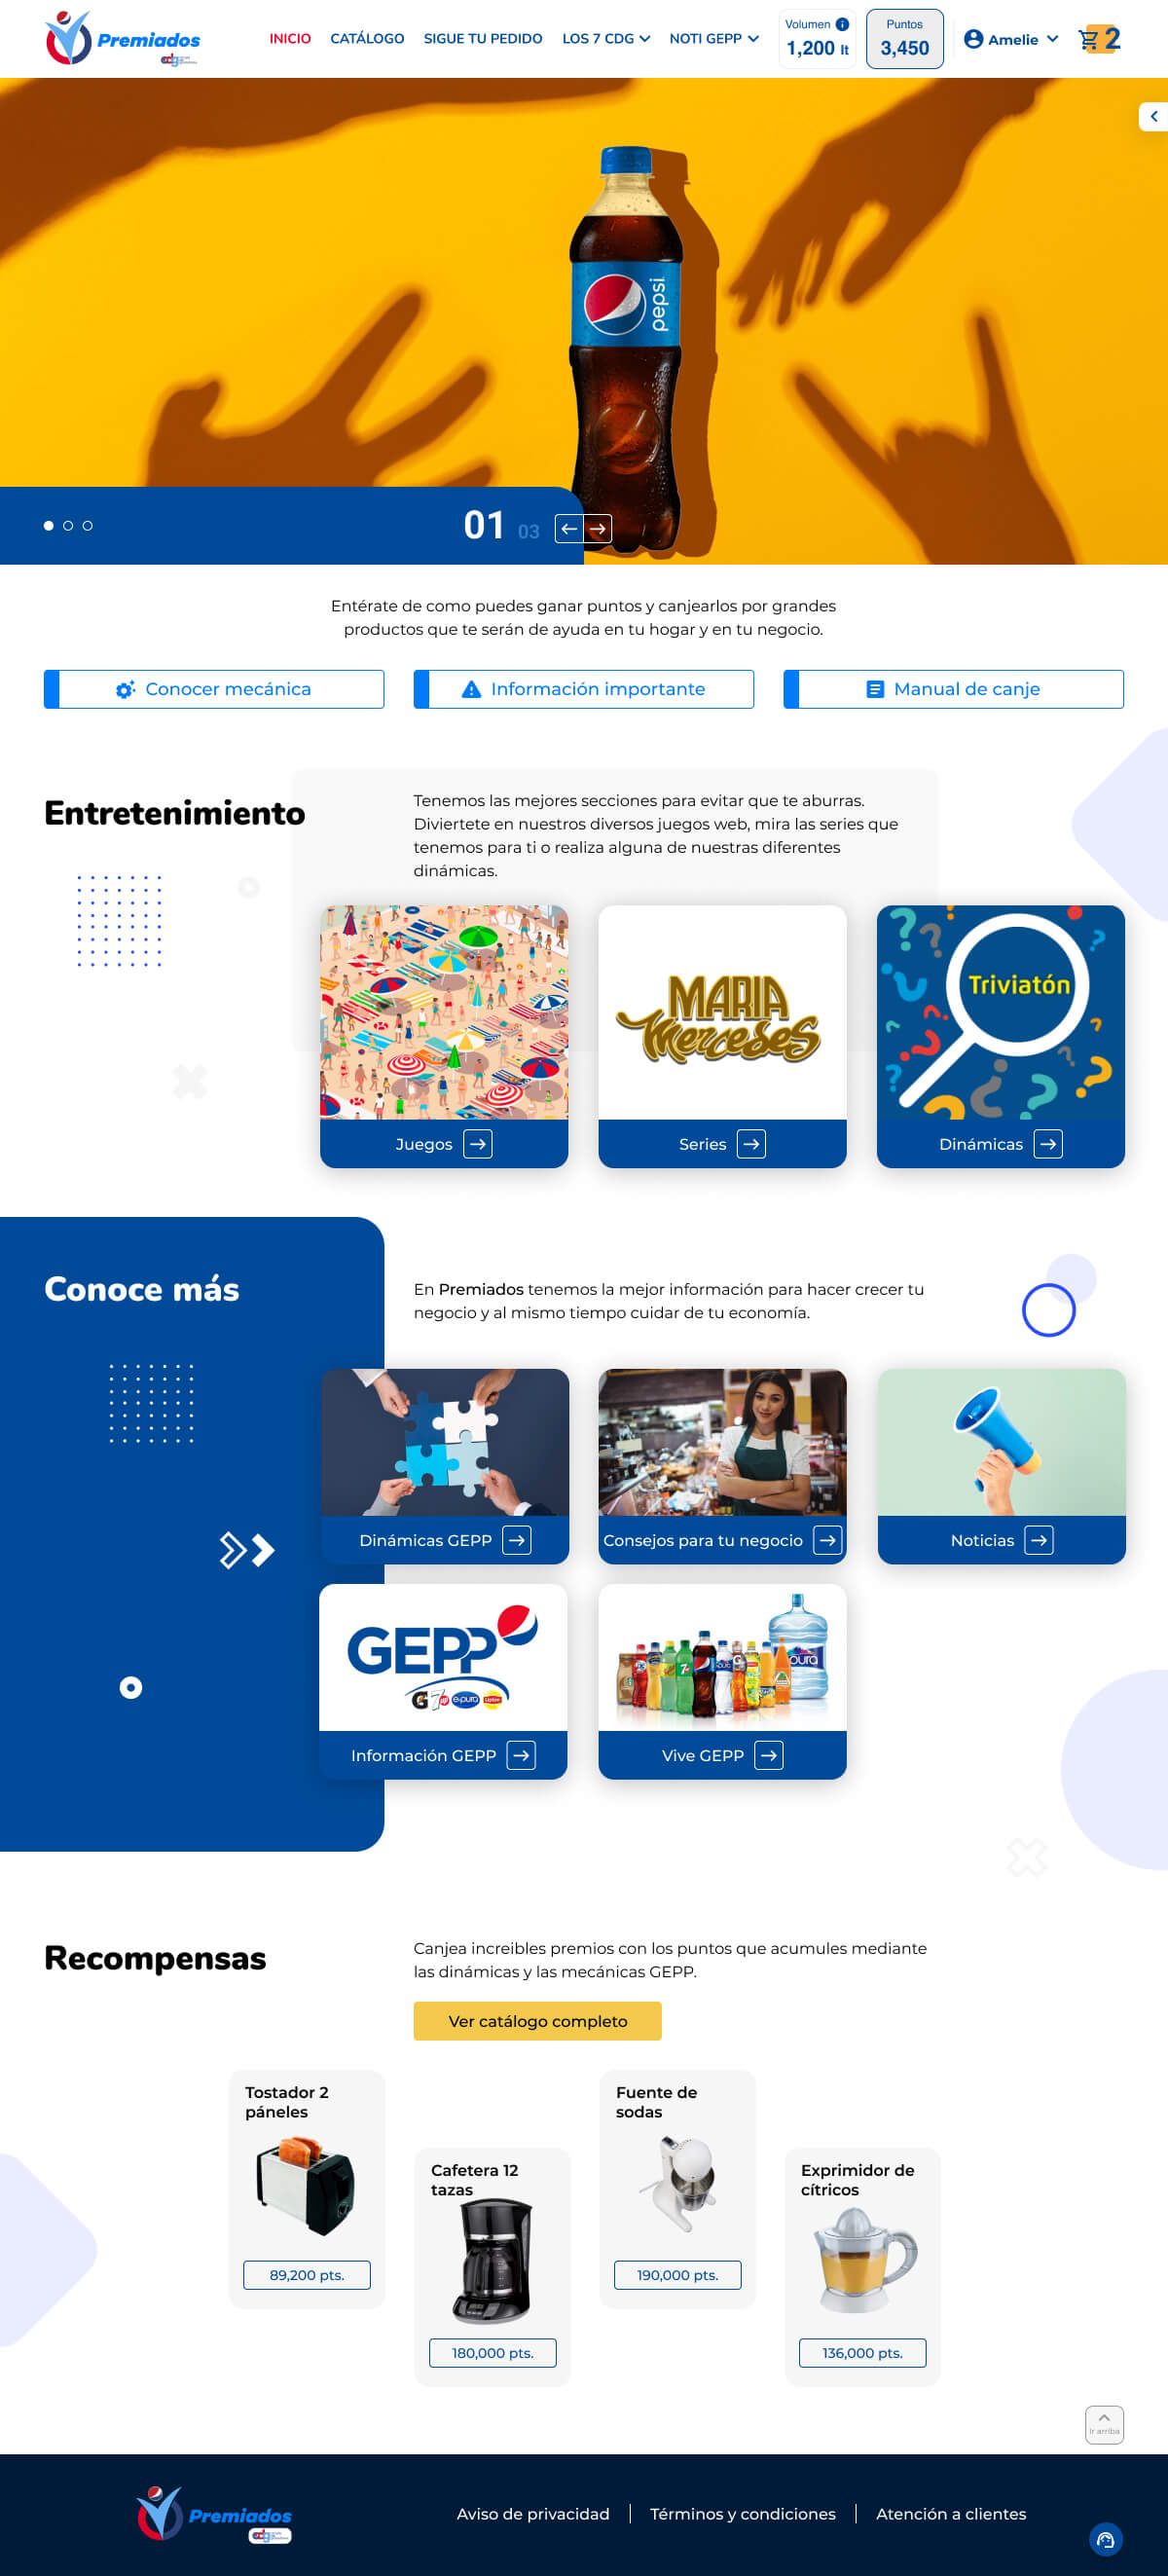 Premiados
cdg
INICIO
CATÁLOGO
SIGUE TU PEDIDO
LOS 7 CDG
NOTI GEPP
Volumen
1,200 lt
Puntos
3,450
Amelie
2
pepsi
01 03
Entérate de como puedes ganar puntos y canjearlos por grandes
productos que te serán de ayuda en tu hogar y en tu negocio.
Conocer mecánica
Información importante
Manual de canje
Entretenimiento
Tenemos las mejores secciones para evitar que te aburras.
Diviertete en nuestros diversos juegos web, mira las series que
tenemos para ti o realiza alguna de nuestras diferentes
dinámicas.
MARIA
Mercedes
Triviatón
Juegos
Series
Dinámicas
Conoce más
En Premiados tenemos la mejor información para hacer crecer tu
negocio y al mismo tiempo cuidar de tu economía.
Dinámicas GEPP
Consejos para tu negocio
Noticias
GEPP
G 7UP e-pura Lipton
Información GEPP
Vive GEPP
Recompensas
Canjea increibles premios con los puntos que acumules mediante
las dinámicas y las mecánicas GEPP.
Ver catálogo completo
Tostador 2
páneles
89,200 pts.
Cafetera 12
tazas
180,000 pts.
Fuente de
sodas
190,000 pts.
Exprimidor de
cítricos
136,000 pts.
Ir arriba
Premiados
cdg
Aviso de privacidad
Términos y condiciones
Atención a clientes